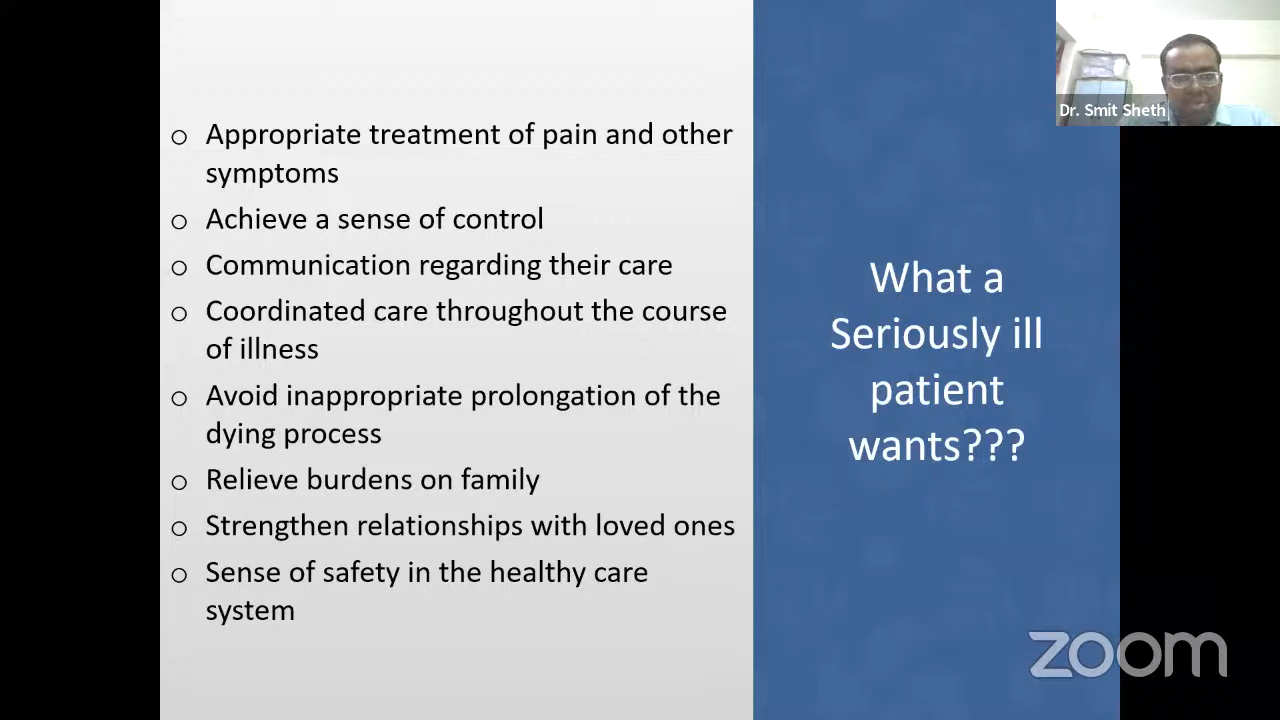 o Appropriate treatment of pain and other
symptoms
o Achieve a sense of control
o Communication regarding their care
o Coordinated care throughout the course
of illness
o Avoid inappropriate prolongation of the
dying process
o Relieve burdens on family
o Strengthen relationships with loved ones
o Sense of safety in the healthy care
system
What a
Seriously ill
patient
wants???
Dr. Smit Sheth
zoom